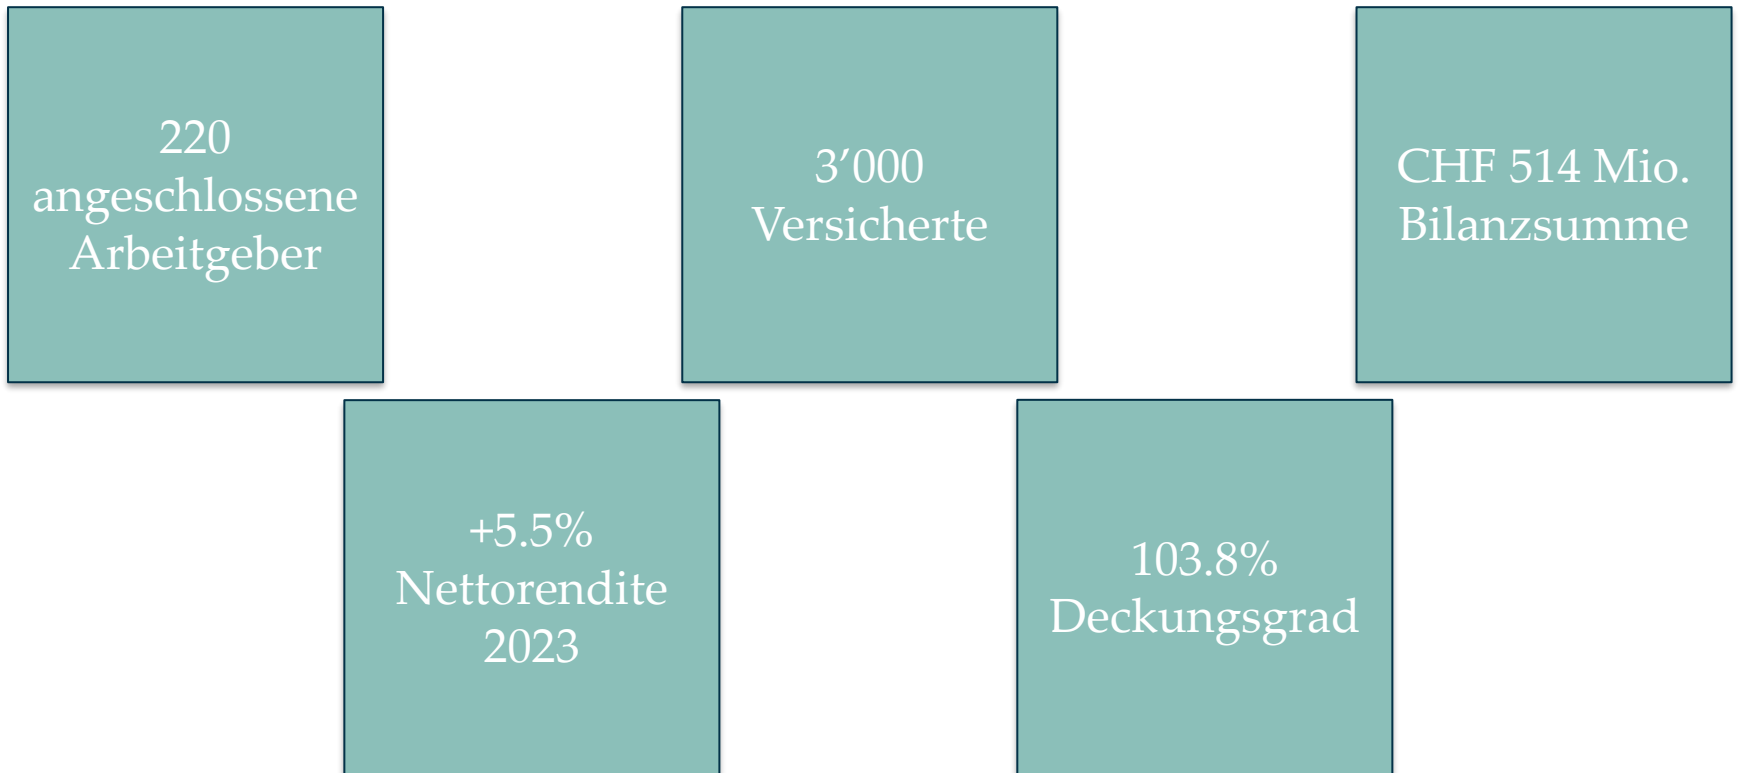 220
angeschlossene
Arbeitgeber
3’000
Versicherte
CHF 514 Mio.
Bilanzsumme
+5.5%
Nettorendite
2023
103.8%
Deckungsgrad